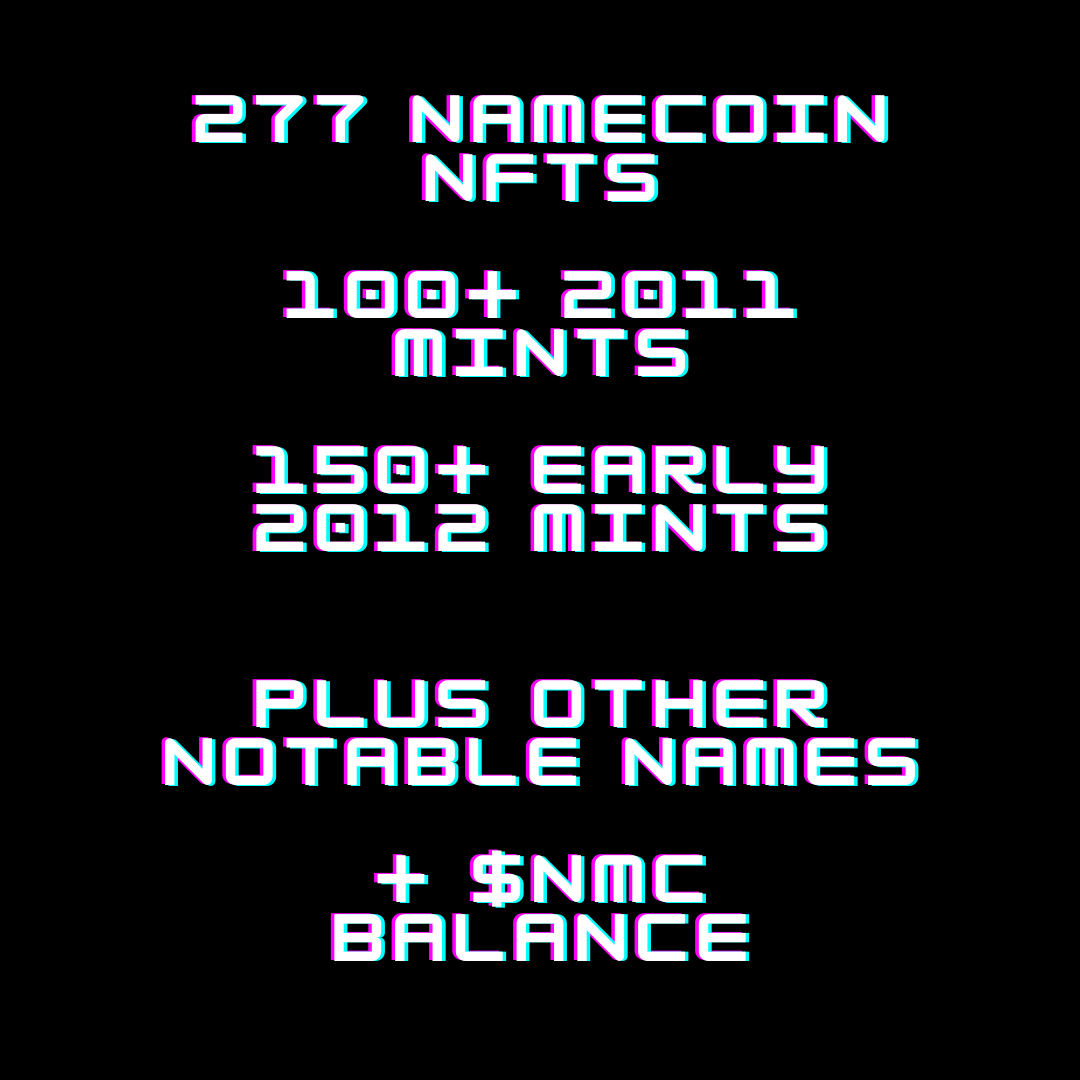 277 NAMECOIN
NFTS
100+ 2011
MINTS
150+ EARLY
2012 MINTS
PLUS OTHER
NOTABLE NAMES
+ $NMC
BALANCE